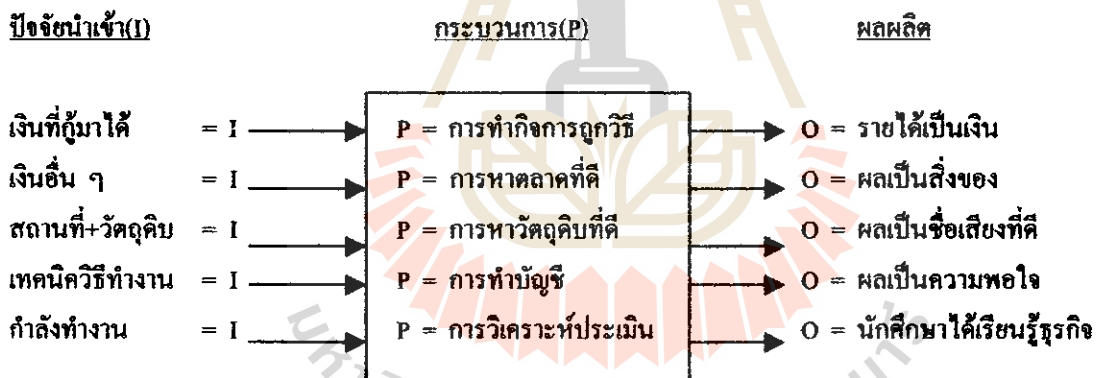 ปัจจัยนำเข้า(I) กระบวนการ(P) ผลผลิต
เงินที่กู้มาได้ = I P = การทำกิจการถูกวิธี O = รายได้เป็นเงิน
เงินอื่น ๆ = I P = การหาตลาดที่ดี O = ผลเป็นสิ่งของ
สถานที่+วัตถุดิบ = I P = การหาวัตถุดิบที่ดี O = ผลเป็นชื่อเสียงที่ดี
เทคนิควิธีทำงาน = I P = การทำบัญชี O = ผลเป็นความพอใจ
กำลังทำงาน = I P = การวิเคราะห์ประเมิน O = นักศึกษาได้เรียนรู้ธุรกิจ